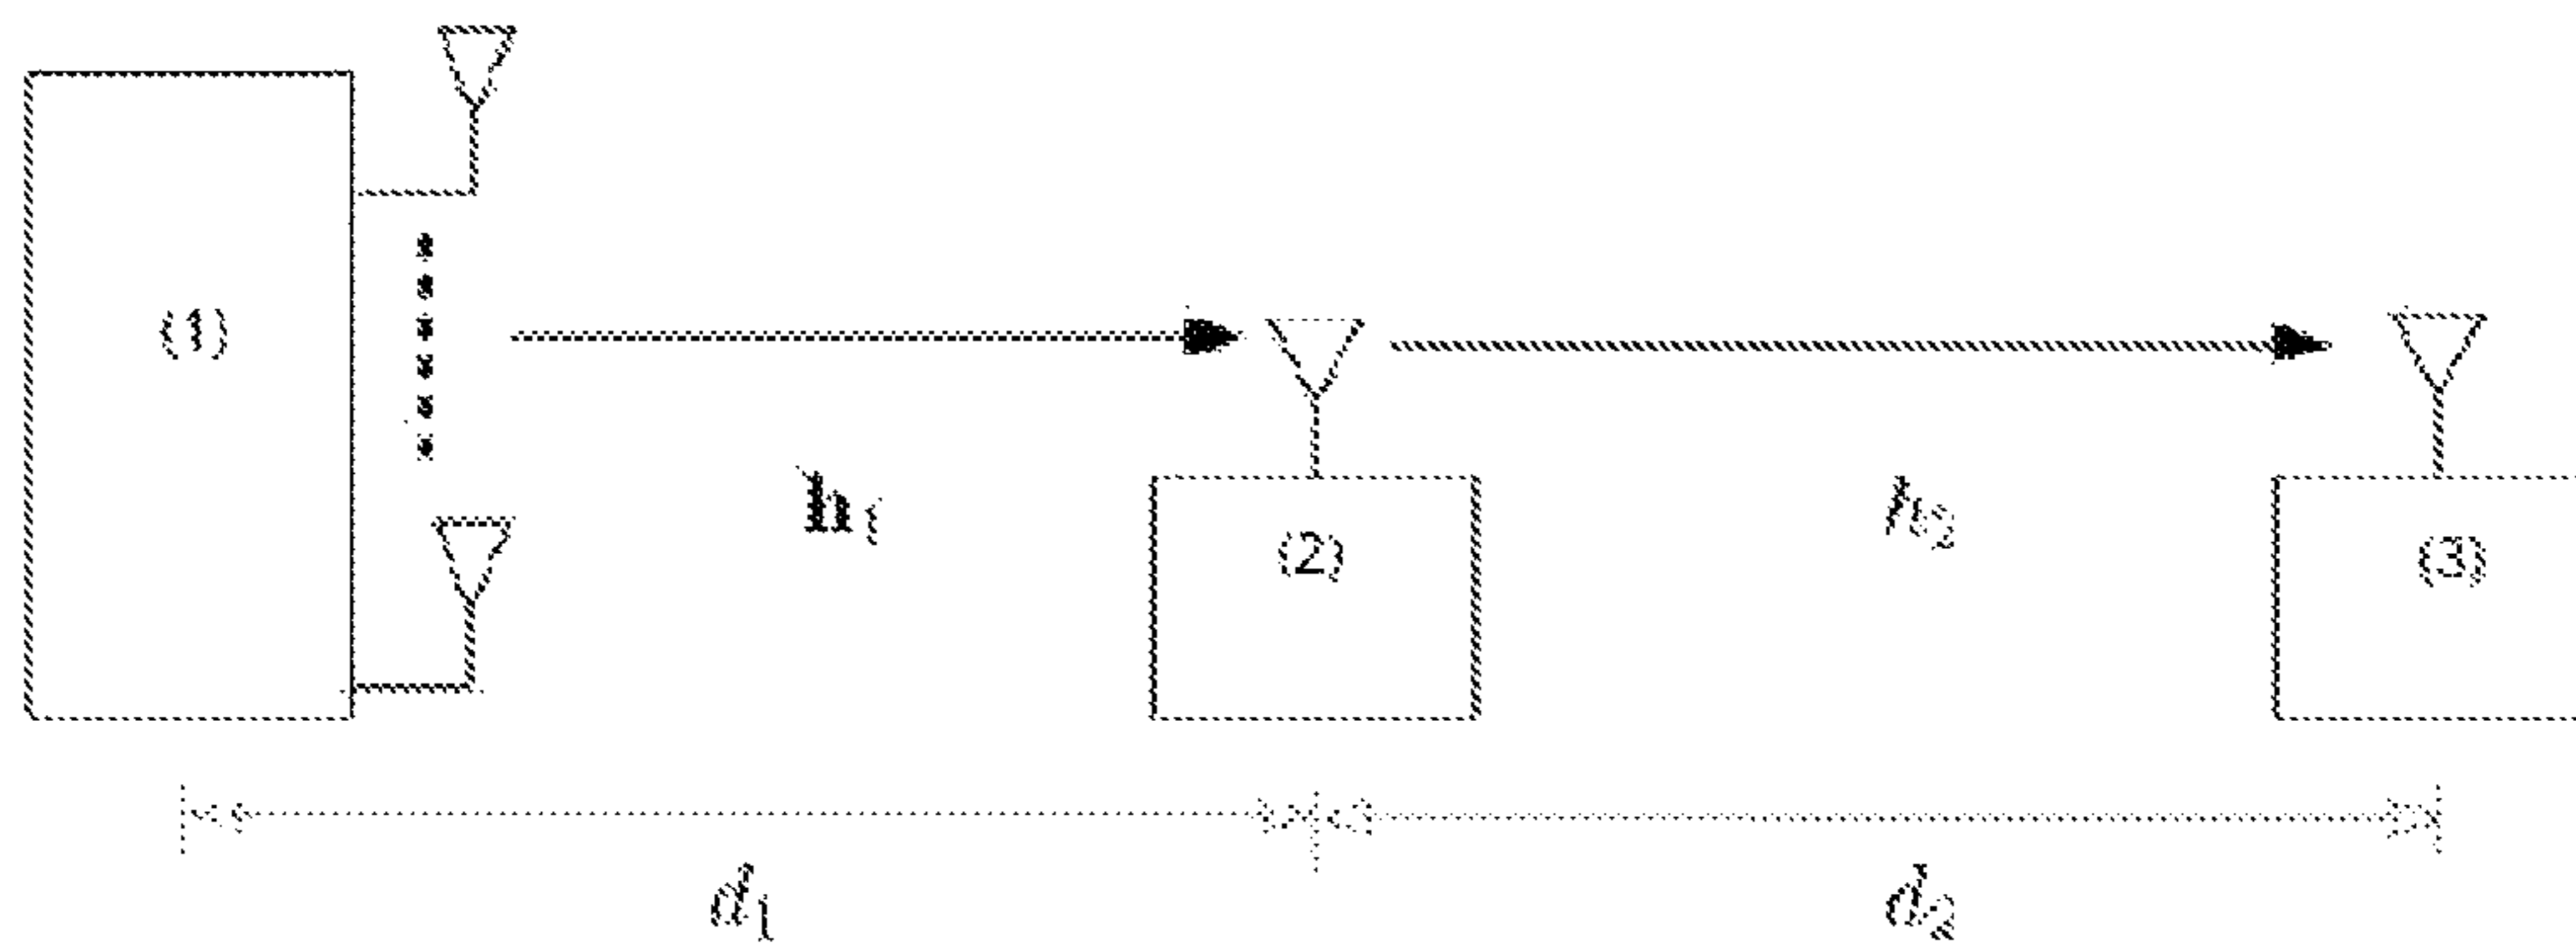 (1)
h₁
(2)
h₂
(3)
d₁
d₂